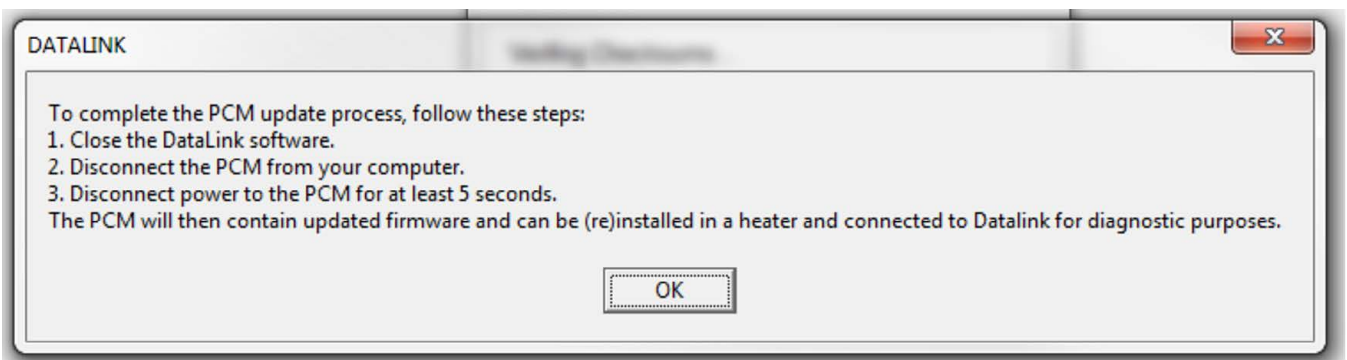 DATALINK
To complete the PCM update process, follow these steps:
1. Close the DataLink software.
2. Disconnect the PCM from your computer.
3. Disconnect power to the PCM for at least 5 seconds.
The PCM will then contain updated firmware and can be (re)installed in a heater and connected to Datalink for diagnostic purposes.
OK